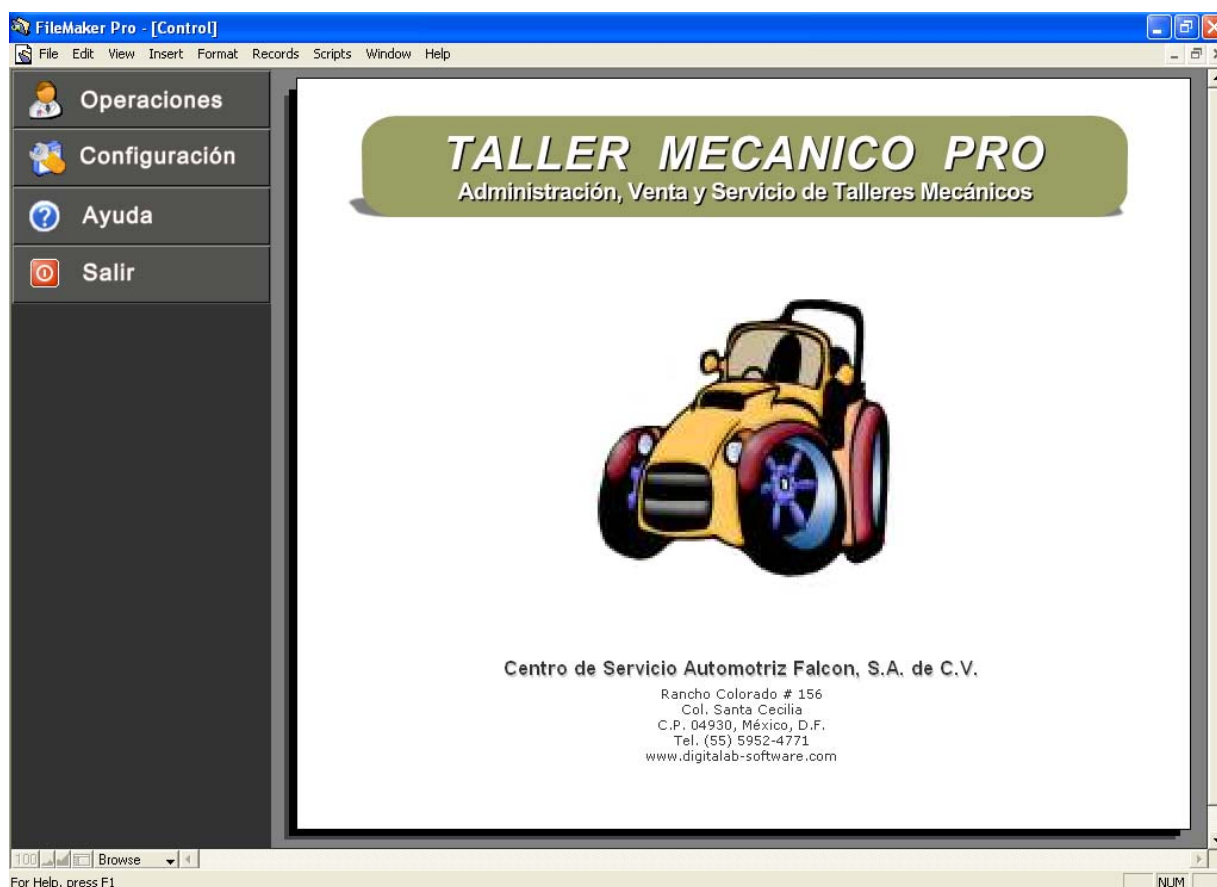 FileMaker Pro - [Control]
File Edit View Insert Format Records Scripts Window Help
Operaciones
Configuración
Ayuda
Salir
TALLER MECANICO PRO
Administración, Venta y Servicio de Talleres Mecánicos
Centro de Servicio Automotriz Falcon, S.A. de C.V.
Rancho Colorado # 156
Col. Santa Cecilia
C.P. 04930, México, D.F.
Tel. (55) 5952-4771
www.digitalab-software.com
100 Browse
For Help, press F1 NUM